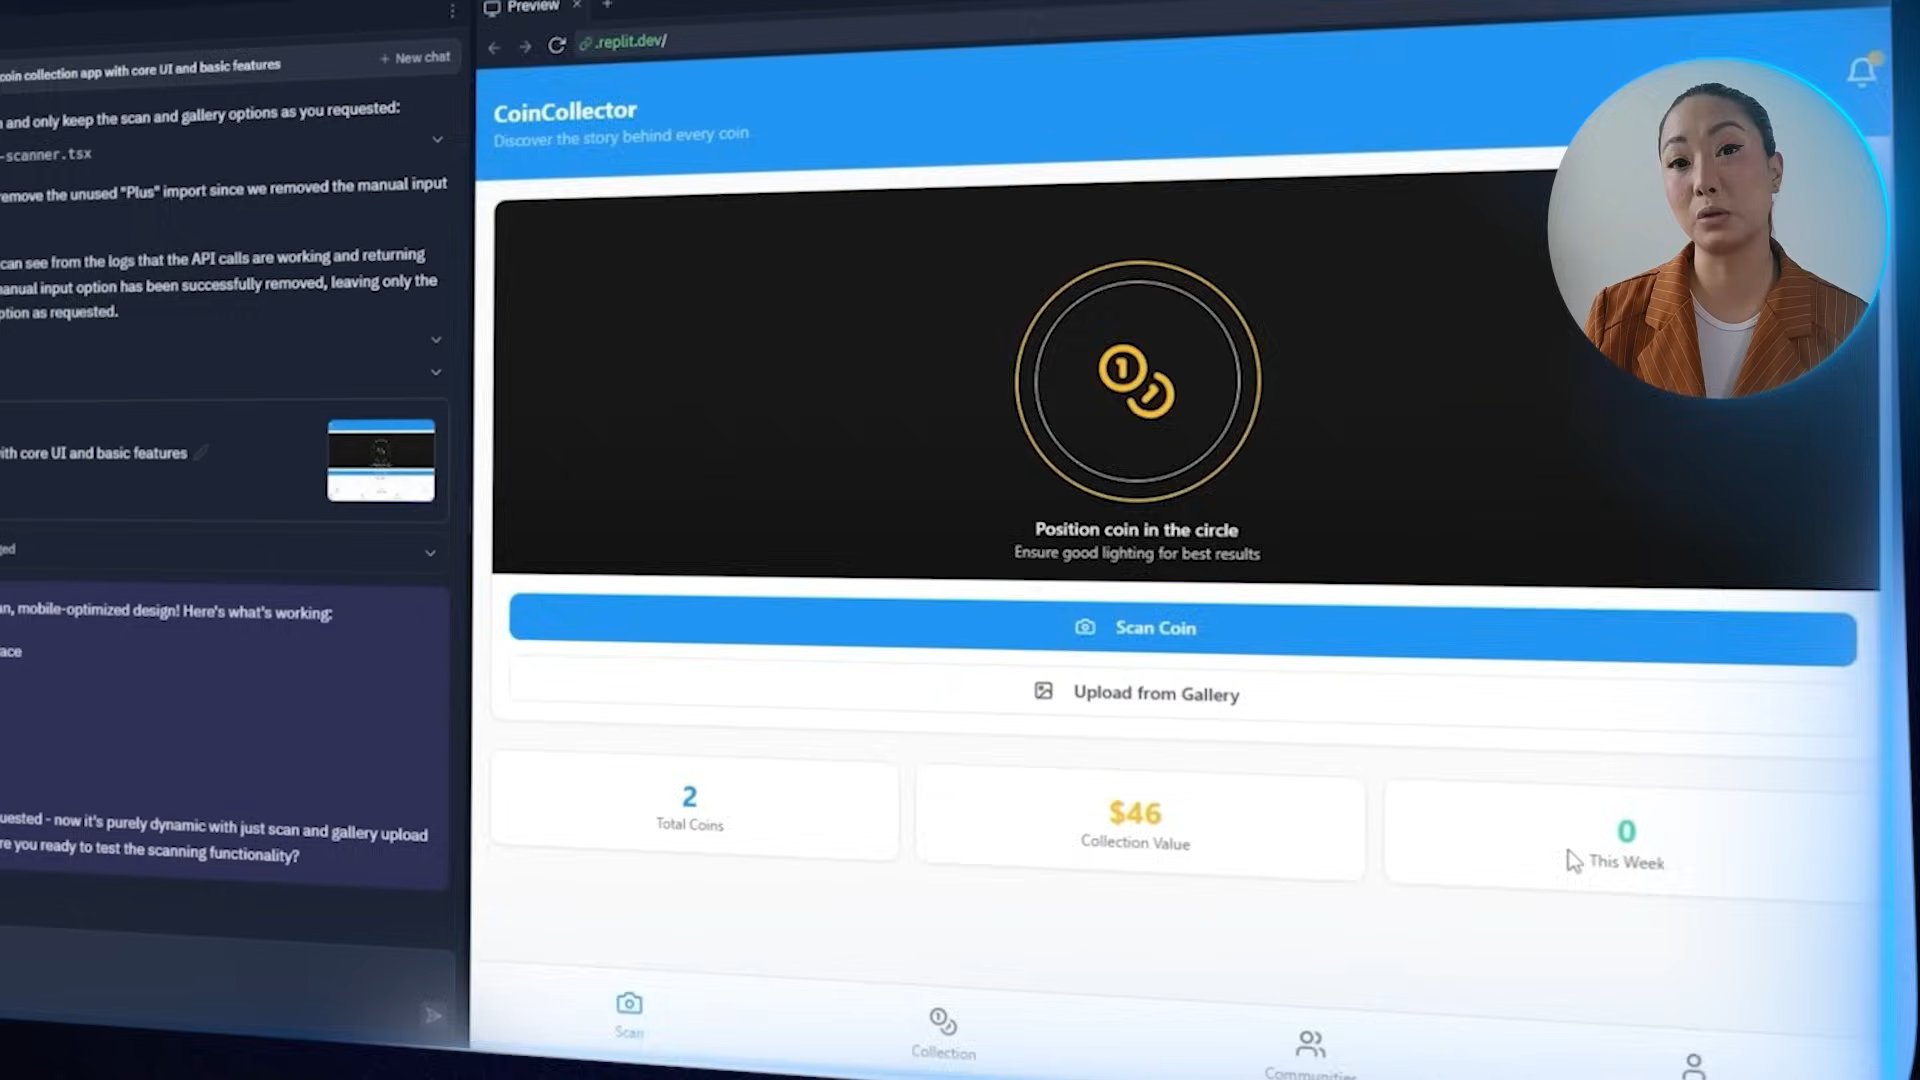 Preview
coin collection app with core UI and basic features
+ New chat
and only keep the scan and gallery options as you requested:
-scanner.tsx
emove the unused "Plus" import since we removed the manual input
can see from the logs that the API calls are working and returning
anual input option has been successfully removed, leaving only the
ption as requested.
ith core UI and basic features
ged
an, mobile-optimized design! Here's what's working:
ace
uested - now it's purely dynamic with just scan and gallery upload
re you ready to test the scanning functionality?
.replit.dev/
CoinCollector
Discover the story behind every coin
Position coin in the circle
Ensure good lighting for best results
Scan Coin
Upload from Gallery
2
Total Coins
$46
Collection Value
0
This Week
Scan
Collection
Communities